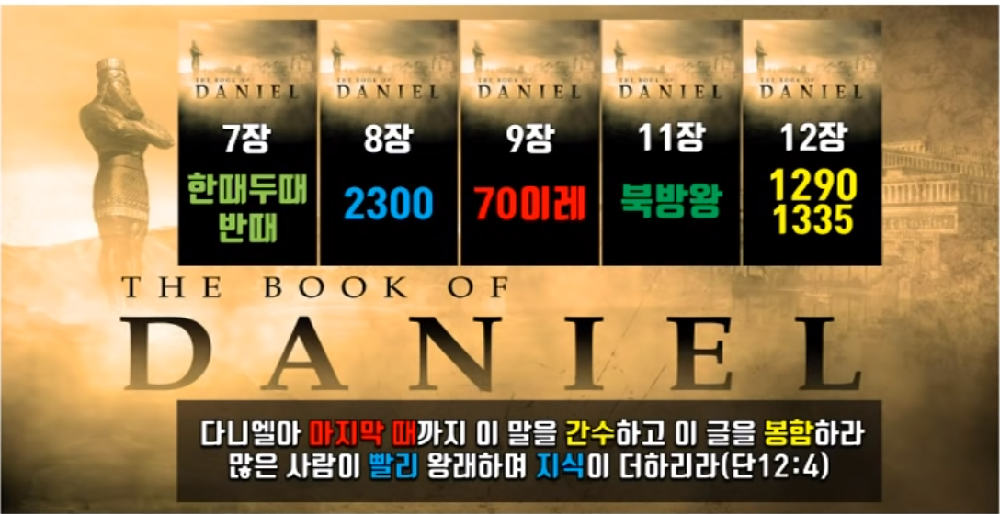 THE BOOK OF
DANIEL
7장
한때두때
반때
THE BOOK OF
DANIEL
8장
2300
THE BOOK OF
DANIEL
9장
70이레
THE BOOK OF
DANIEL
11장
북방왕
THE BOOK OF
DANIEL
12장
1290
1335
THE BOOK OF
DANIEL
다니엘아 마지막 때까지 이 말을 간수하고 이 글을 봉함하라
많은 사람이 빨리 왕래하며 지식이 더하리라(단12:4)